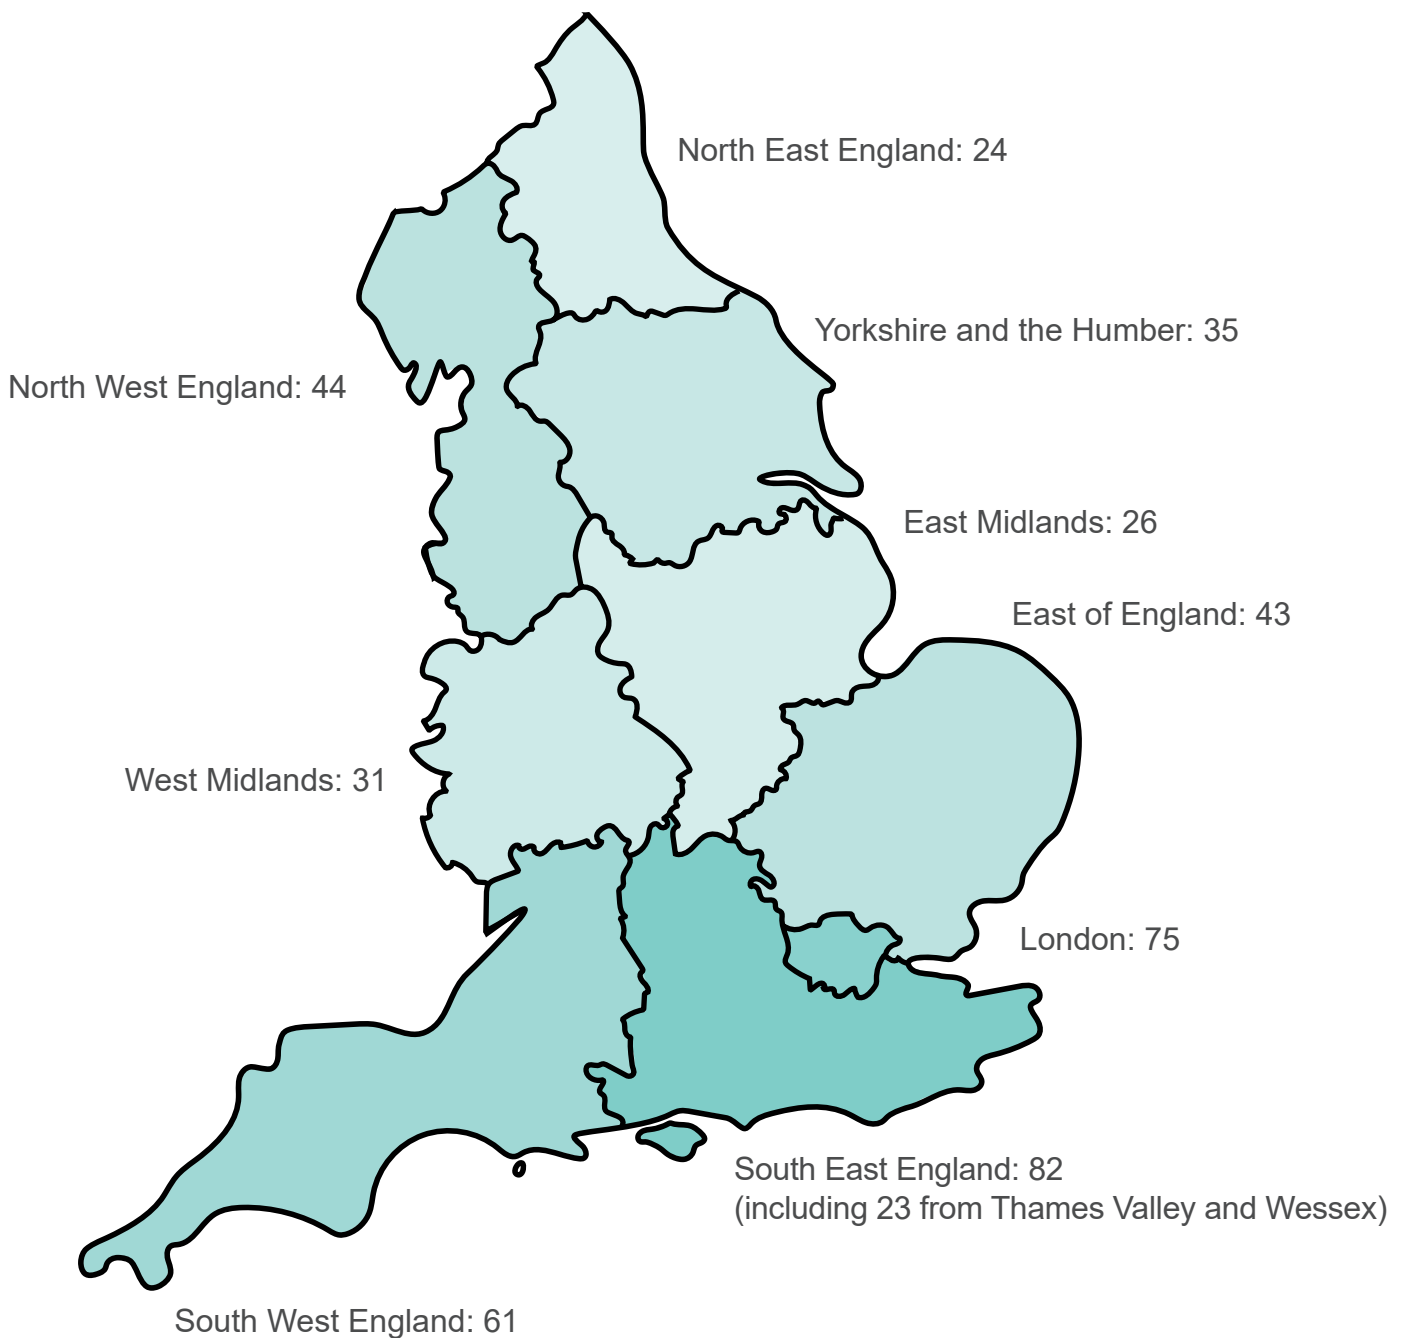 North East England: 24
Yorkshire and the Humber: 35
North West England: 44
East Midlands: 26
East of England: 43
West Midlands: 31
London: 75
South East England: 82
(including 23 from Thames Valley and Wessex)
South West England: 61